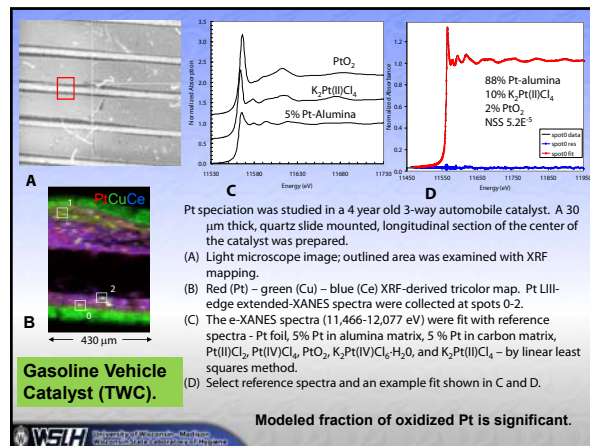 3.5
3.0
2.5
2.0
1.5
1.0
0.5
0.0
Normalized Absorption
PtO2
K2Pt(II)Cl4
5% Pt-Alumina
11530
11580
11630
11680
11730
Energy (eV)
C
1.2
1.0
0.8
0.6
0.4
0.2
0.0
Normalized Absorbance
88% Pt-alumina
10% K2Pt(II)Cl4
2% PtO2
NSS 5.2E-5
spot0 data
spot0 res
spot0 fit
11450
11550
11650
11750
11850
11950
Energy (eV)
D
A
PtCuCe
1
2
0
B
430 µm
Gasoline Vehicle
Catalyst (TWC).
Pt speciation was studied in a 4 year old 3-way automobile catalyst. A 30
µm thick, quartz slide mounted, longitudinal section of the center of
the catalyst was prepared.
(A) Light microscope image; outlined area was examined with XRF
mapping.
(B) Red (Pt) – green (Cu) – blue (Ce) XRF-derived tricolor map. Pt LIII-
edge extended-XANES spectra were collected at spots 0-2.
(C) The e-XANES spectra (11,466-12,077 eV) were fit with reference
spectra - Pt foil, 5% Pt in alumina matrix, 5 % Pt in carbon matrix,
Pt(II)Cl2, Pt(IV)Cl4, PtO2, K2Pt(IV)Cl6·H20, and K2Pt(II)Cl4 – by linear least
squares method.
(D) Select reference spectra and an example fit shown in C and D.
Modeled fraction of oxidized Pt is significant.
WSLH
University of Wisconsin - Madison
Wisconsin State Laboratory of Hygiene